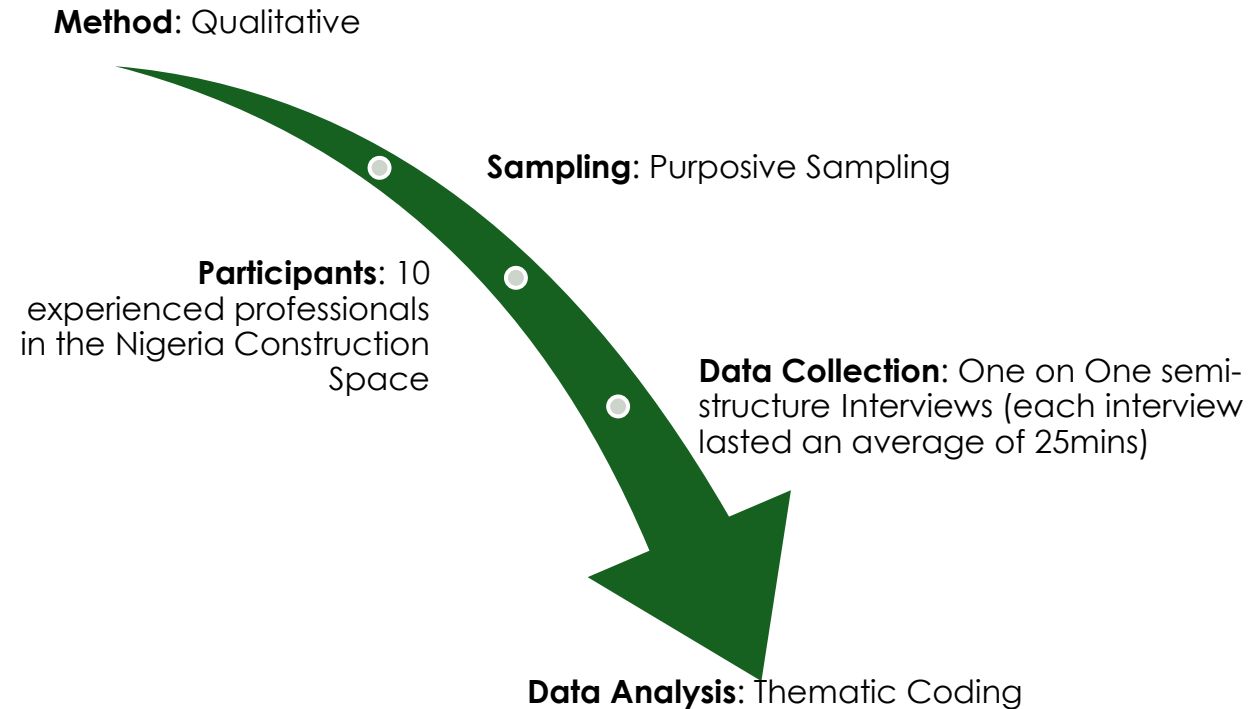 Method: Qualitative
Sampling: Purposive Sampling
Participants: 10
experienced professionals
in the Nigeria Construction
Space
Data Collection: One on One semi-
structure Interviews (each interview
lasted an average of 25mins)
Data Analysis: Thematic Coding